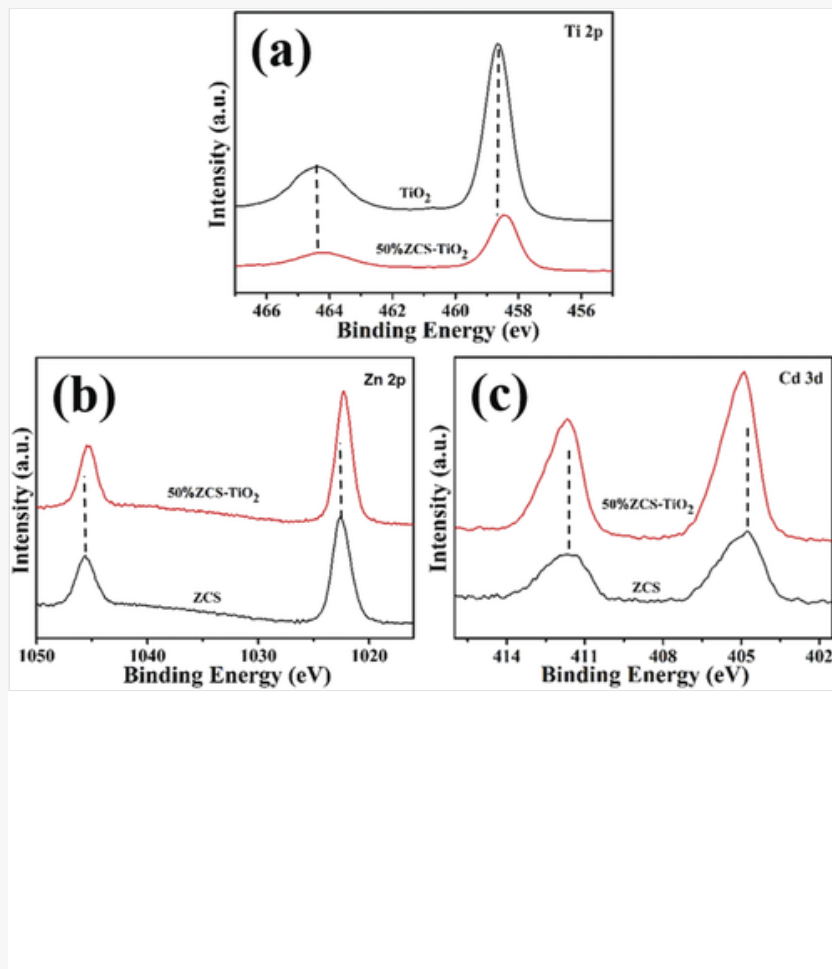 (a)
Ti 2p
Intensity (a.u.)
TiO2
50%ZCS-TiO2
466 464 462 460 458 456
Binding Energy (ev)
(b)
Zn 2p
Intensity (a.u.)
50%ZCS-TiO2
ZCS
1050 1040 1030 1020
Binding Energy (eV)
(c)
Cd 3d
Intensity (a.u.)
50%ZCS-TiO2
ZCS
414 411 408 405 402
Binding Energy (eV)